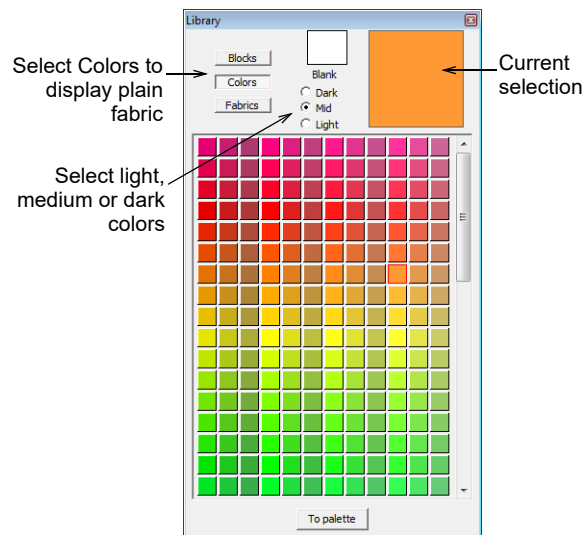 Library
Blocks
Colors
Fabrics
Blank
Dark
Mid
Light
Select Colors to
display plain
fabric
Current
selection
Select light,
medium or dark
colors
To palette